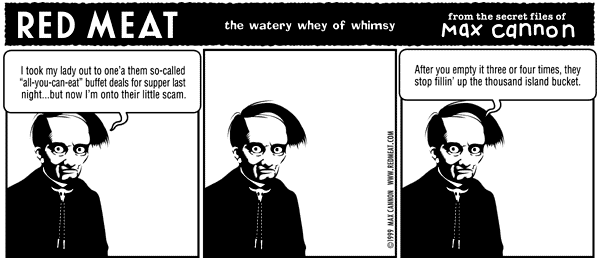 RED MEAT
the watery whey of whimsy
from the secret files of
Max cannon
I took my lady out to one'a them so-called
"all-you-can-eat" buffet deals for supper last
night...but now I'm onto their little scam.
©1999 MAX CANNON WWW.REDMEAT.COM
After you empty it three or four times, they
stop fillin' up the thousand island bucket.